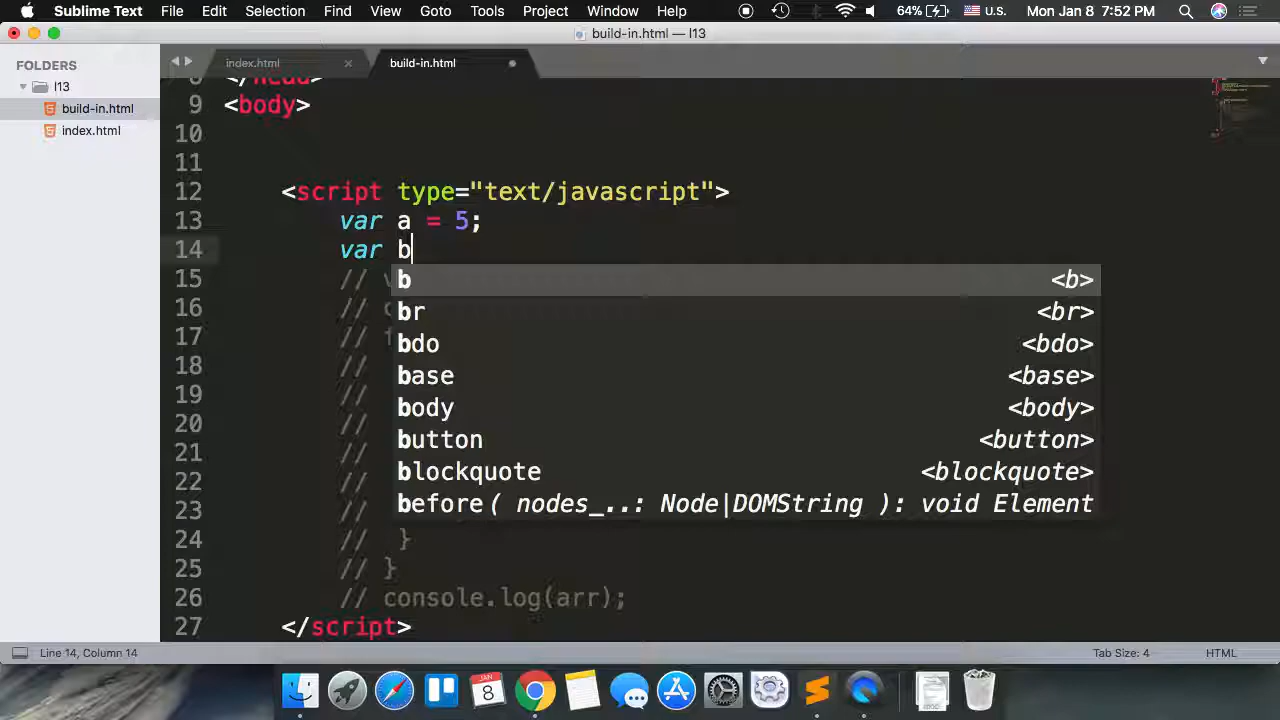 Sublime Text File Edit Selection Find View Goto Tools Project Window Help 64% U.S. Mon Jan 8 7:52 PM
build-in.html — l13
FOLDERS
l13
build-in.html
index.html
index.html × build-in.html
8 </head>
9 <body>
10
11
12 <script type="text/javascript">
13 var a = 5;
14 var b
15 // v
b <b>
16 // c
br <br>
17 // f
bdo <bdo>
18 //
base <base>
19 //
body <body>
20 //
button <button>
21 //
blockquote <blockquote>
22 //
before( nodes_..: Node|DOMString ): void Element
23 //
24 // }
25 // }
26 // console.log(arr);
27 </script>
Line 14, Column 14 Tab Size: 4 HTML
JAN
8